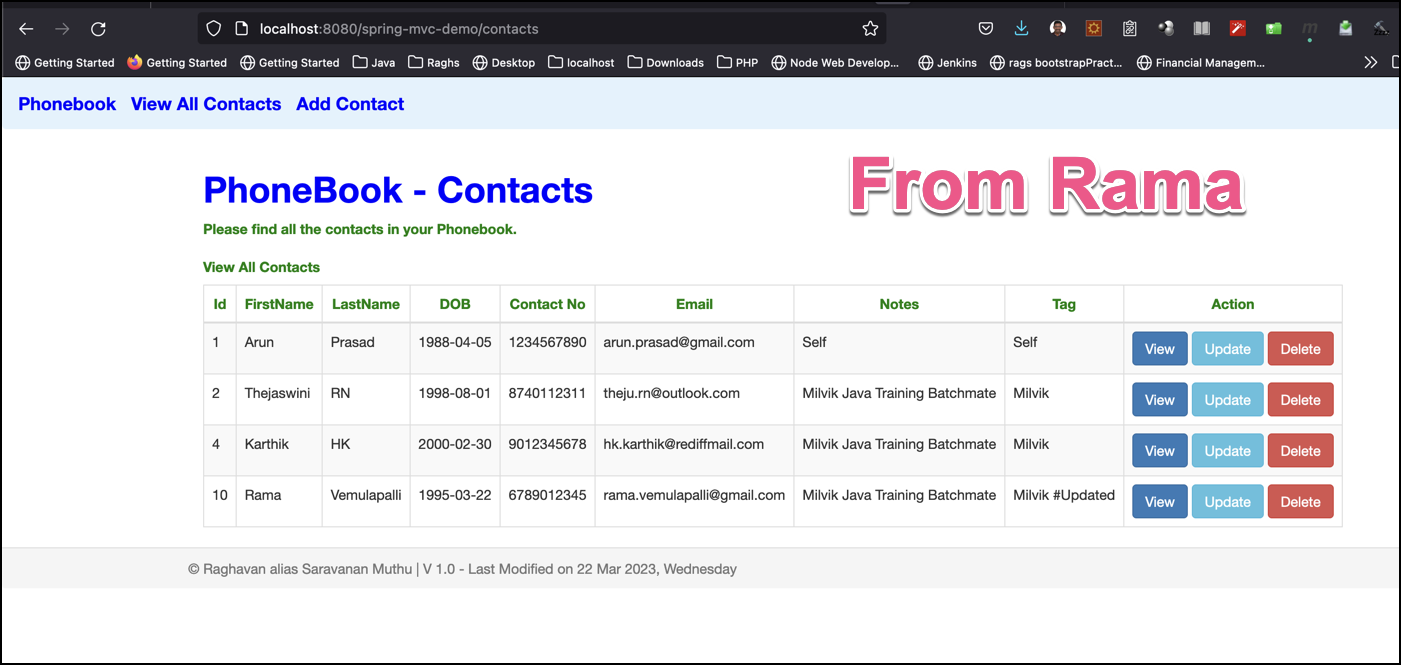 localhost:8080/spring-mvc-demo/contacts
Getting Started Getting Started Getting Started Java Raghs Desktop localhost Downloads PHP Node Web Develop... Jenkins rags bootstrapPract... Financial Managem...
Phonebook View All Contacts Add Contact
From Rama
PhoneBook - Contacts
Please find all the contacts in your Phonebook.
View All Contacts
Id FirstName LastName DOB Contact No Email Notes Tag Action
1 Arun Prasad 1988-04-05 1234567890 arun.prasad@gmail.com Self Self View Update Delete
2 Thejaswini RN 1998-08-01 8740112311 theju.rn@outlook.com Milvik Java Training Batchmate Milvik View Update Delete
4 Karthik HK 2000-02-30 9012345678 hk.karthik@rediffmail.com Milvik Java Training Batchmate Milvik View Update Delete
10 Rama Vemulapalli 1995-03-22 6789012345 rama.vemulapalli@gmail.com Milvik Java Training Batchmate Milvik #Updated View Update Delete
© Raghavan alias Saravanan Muthu | V 1.0 - Last Modified on 22 Mar 2023, Wednesday